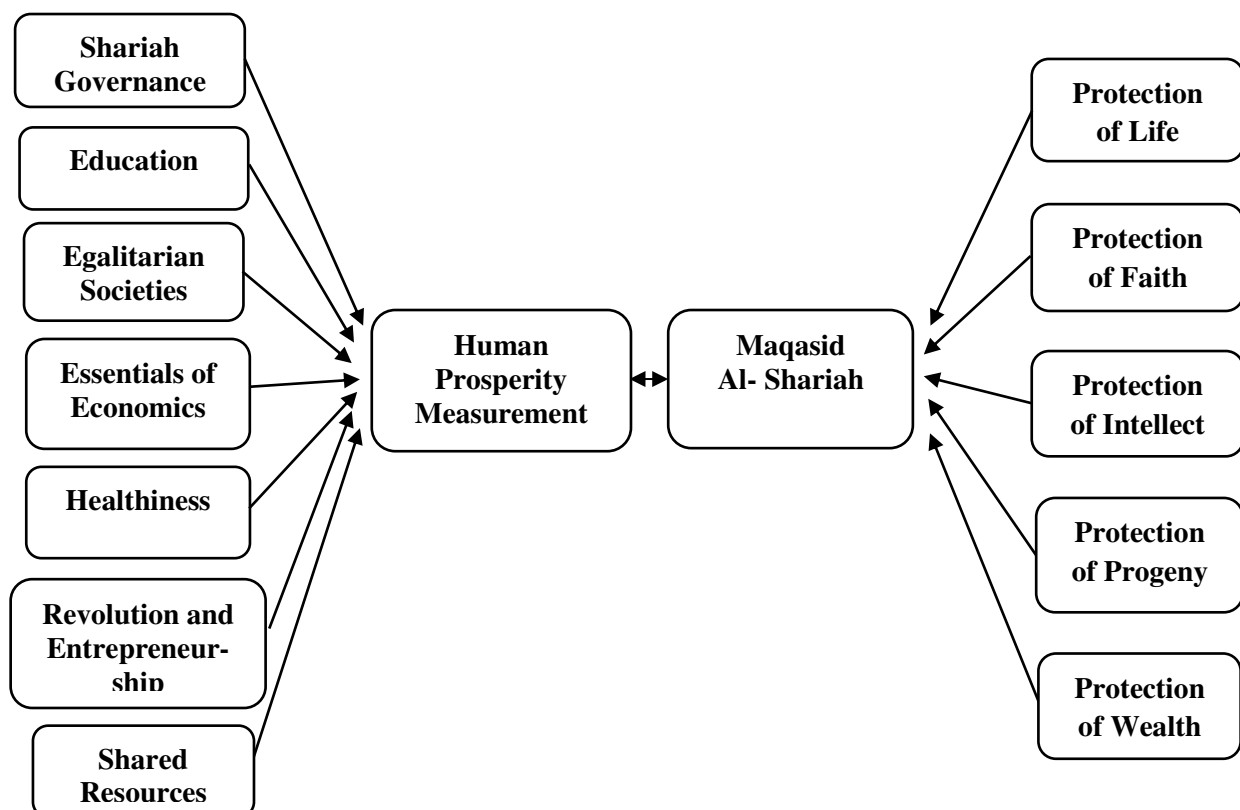 Shariah
Governance
Education
Egalitarian
Societies
Essentials of
Economics
Healthiness
Revolution and
Entrepreneur-
ship
Shared
Resources
Human
Prosperity
Measurement
Maqasid
Al- Shariah
Protection
of Life
Protection
of Faith
Protection
of Intellect
Protection
of Progeny
Protection
of Wealth